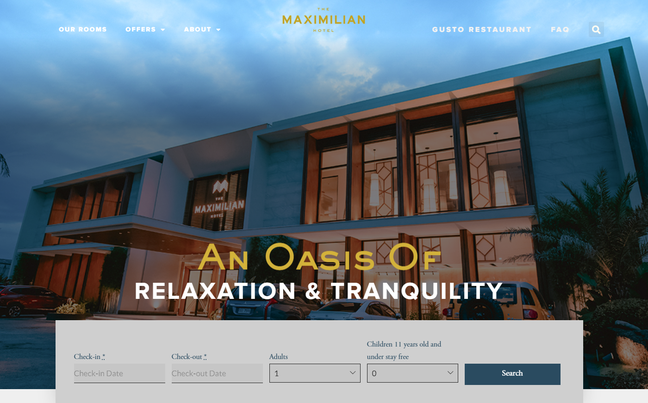 THE
MAXIMILIAN
HOTEL
OUR ROOMS
OFFERS
ABOUT
GUSTO RESTAURANT
FAQ
THE
MAXIMILIAN
HOTEL
An Oasis Of
RELAXATION & TRANQUILITY
Check-in *
Check-in Date
Check-out *
Check-out Date
Adults
1
Children 11 years old and
under stay free
0
Search